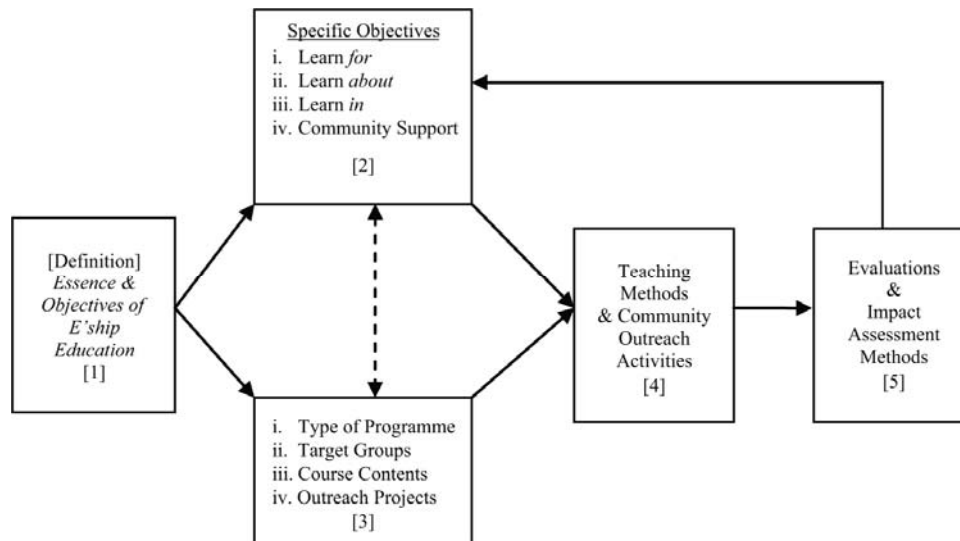 [Definition]
Essence &
Objectives of
E'ship
Education
[1]
Specific Objectives
i. Learn for
ii. Learn about
iii. Learn in
iv. Community Support
[2]
i. Type of Programme
ii. Target Groups
iii. Course Contents
iv. Outreach Projects
[3]
Teaching
Methods
& Community
Outreach
Activities
[4]
Evaluations
&
Impact
Assessment
Methods
[5]